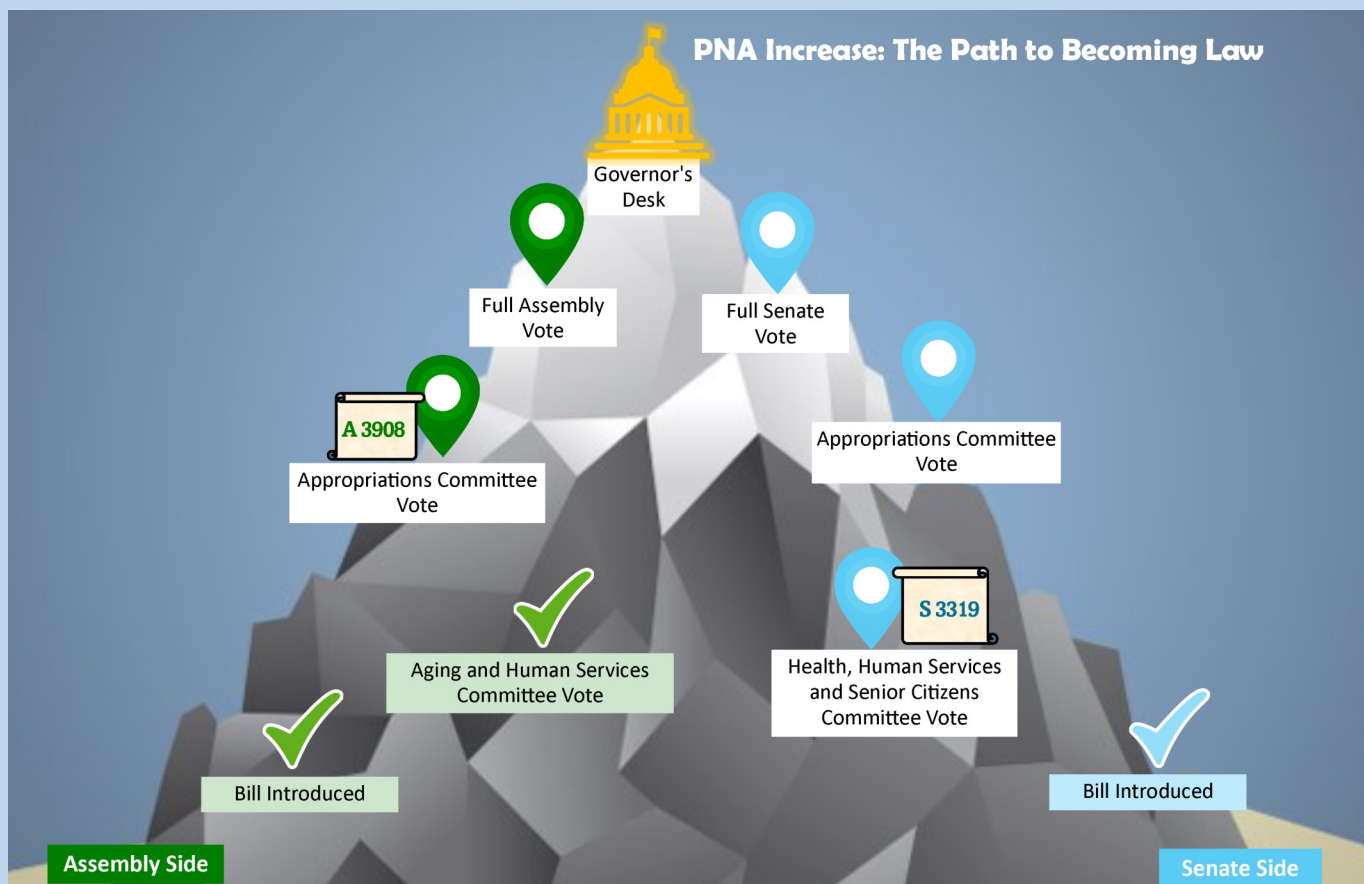 PNA Increase: The Path to Becoming Law
Governor's
Desk
Full Assembly
Vote
Full Senate
Vote
A 3908
Appropriations Committee
Vote
Appropriations Committee
Vote
Aging and Human Services
Committee Vote
S 3319
Health, Human Services
and Senior Citizens
Committee Vote
Bill Introduced
Bill Introduced
Assembly Side
Senate Side